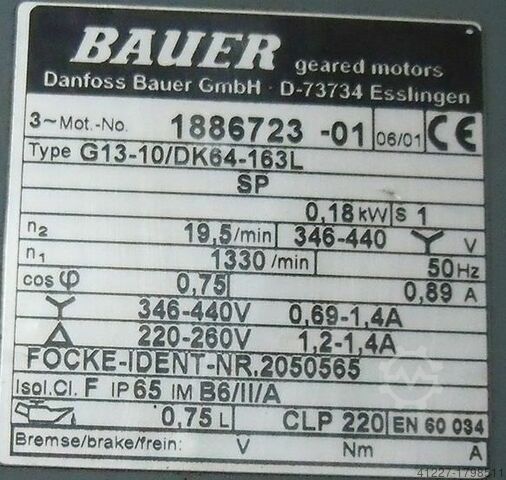 BAUER geared motors
Danfoss Bauer GmbH · D-73734 Esslingen
3~Mot.-No. 1886723 -01 06/01 CE
Type G13-10/DK64-163L
SP
0,18 kW S 1
n2 19,5/min 346-440 Y V
n1 1330/min 50 Hz
cos φ 0,75 0,89 A
Y 346-440V 0,69-1,4A
Δ 220-260V 1,2-1,4A
FOCKE-IDENT-NR.2050565
Isol.Cl. F IP 65 IM B6/II/A
0,75 L CLP 220 EN 60 034
Bremse/brake/frein: V Nm A
41227-1798511